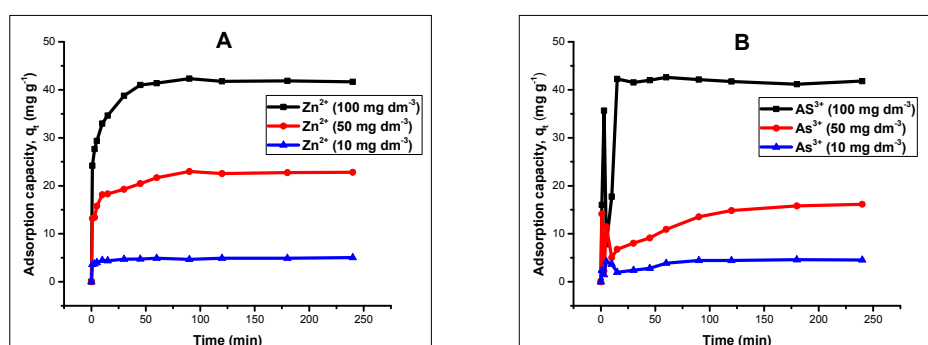 A
50
40
30
20
10
0
Adsorption capacity, qt (mg g-1)
Zn2+ (100 mg dm-3)
Zn2+ (50 mg dm-3)
Zn2+ (10 mg dm-3)
0 50 100 150 200 250
Time (min)
B
50
40
30
20
10
0
Adsorption capacity, qt (mg g-1)
AS3+ (100 mg dm-3)
As3+ (50 mg dm-3)
As3+ (10 mg dm-3)
0 50 100 150 200 250
Time (min)